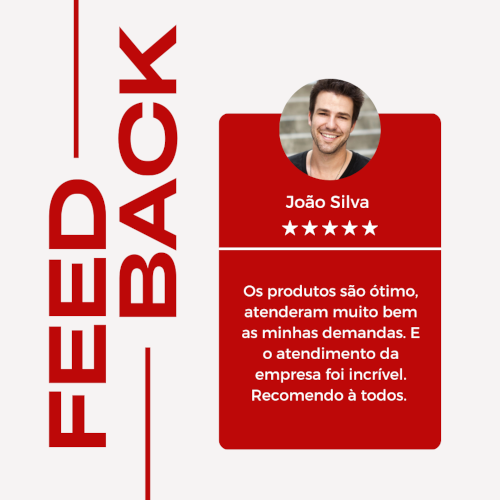 FEED
BACK
João Silva
Os produtos são ótimo,
atenderam muito bem
as minhas demandas. E
o atendimento da
empresa foi incrível.
Recomendo à todos.